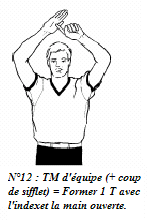 N°12 : TM d'équipe (+ coup
de sifflet) = Former 1 T avec
l'indexet la main ouverte.